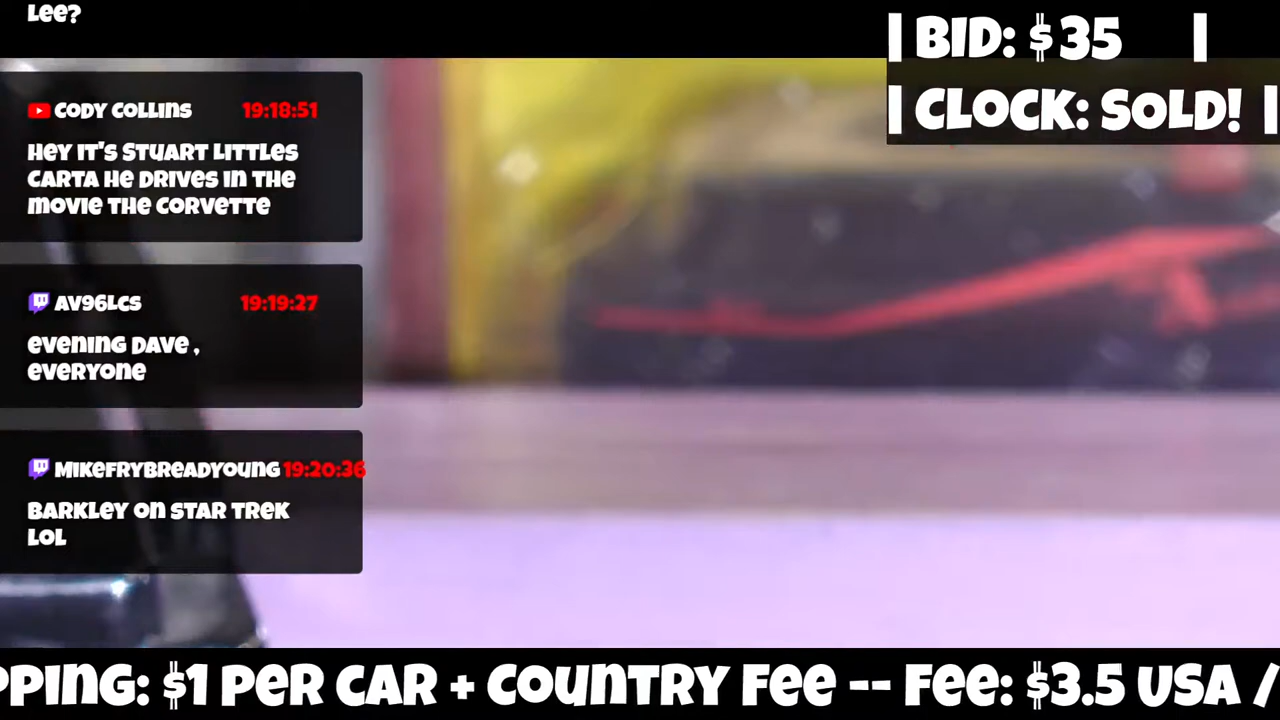 Lee?
| BID: $35 |
| CLOCK: SOLD! |
CODY COLLINS 19:18:51
HEY IT'S STUART LITTLES
CARTA HE DRIVES IN THE
MOVIE THE CORVETTE
AV96LCS 19:19:27
evening Dave ,
everyone
MIKEFRYBREADYOUNG 19:20:36
BARKLEY on STAR TREK
LOL
PPING: $1 PER CAR + COUNTRY FEE -- FEE: $3.5 USA /